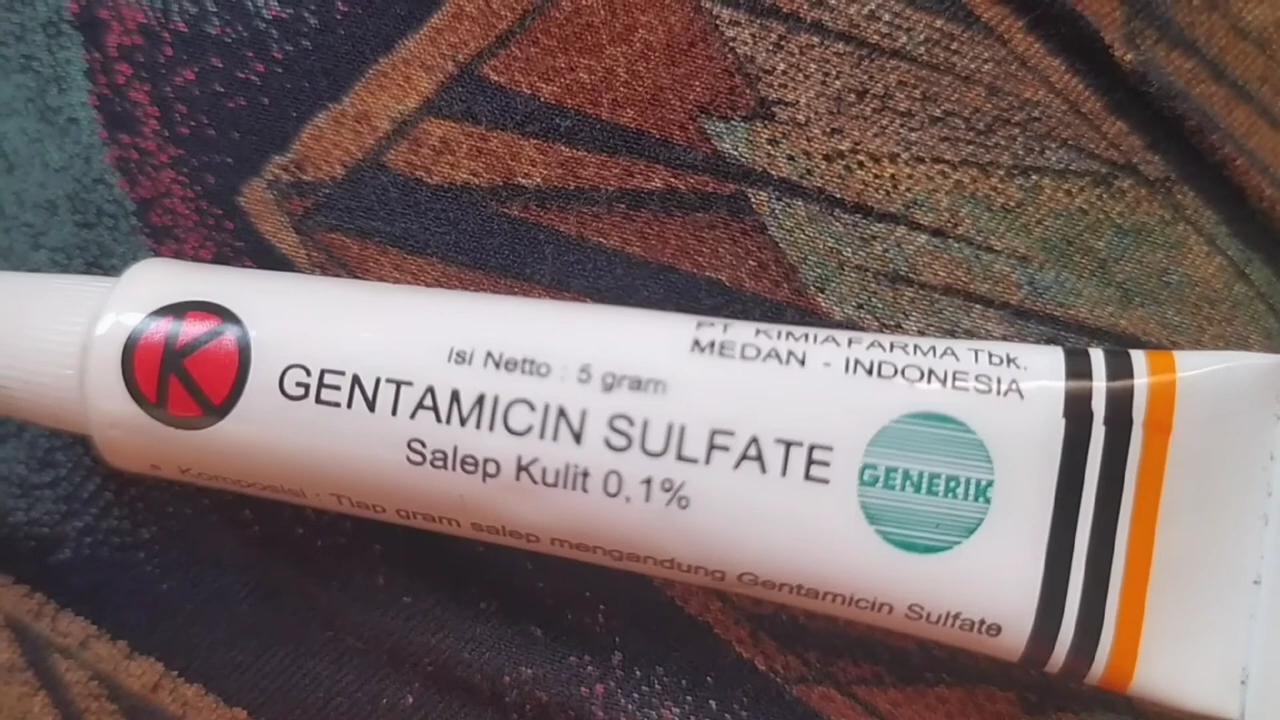 K
Isi Netto : 5 gram
GENTAMICIN SULFATE
Salep Kulit 0,1%
PT KIMIA FARMA Tbk.
MEDAN - INDONESIA
GENERIK
Komposisi : Tiap gram salep mengandung Gentamicin Sulfate